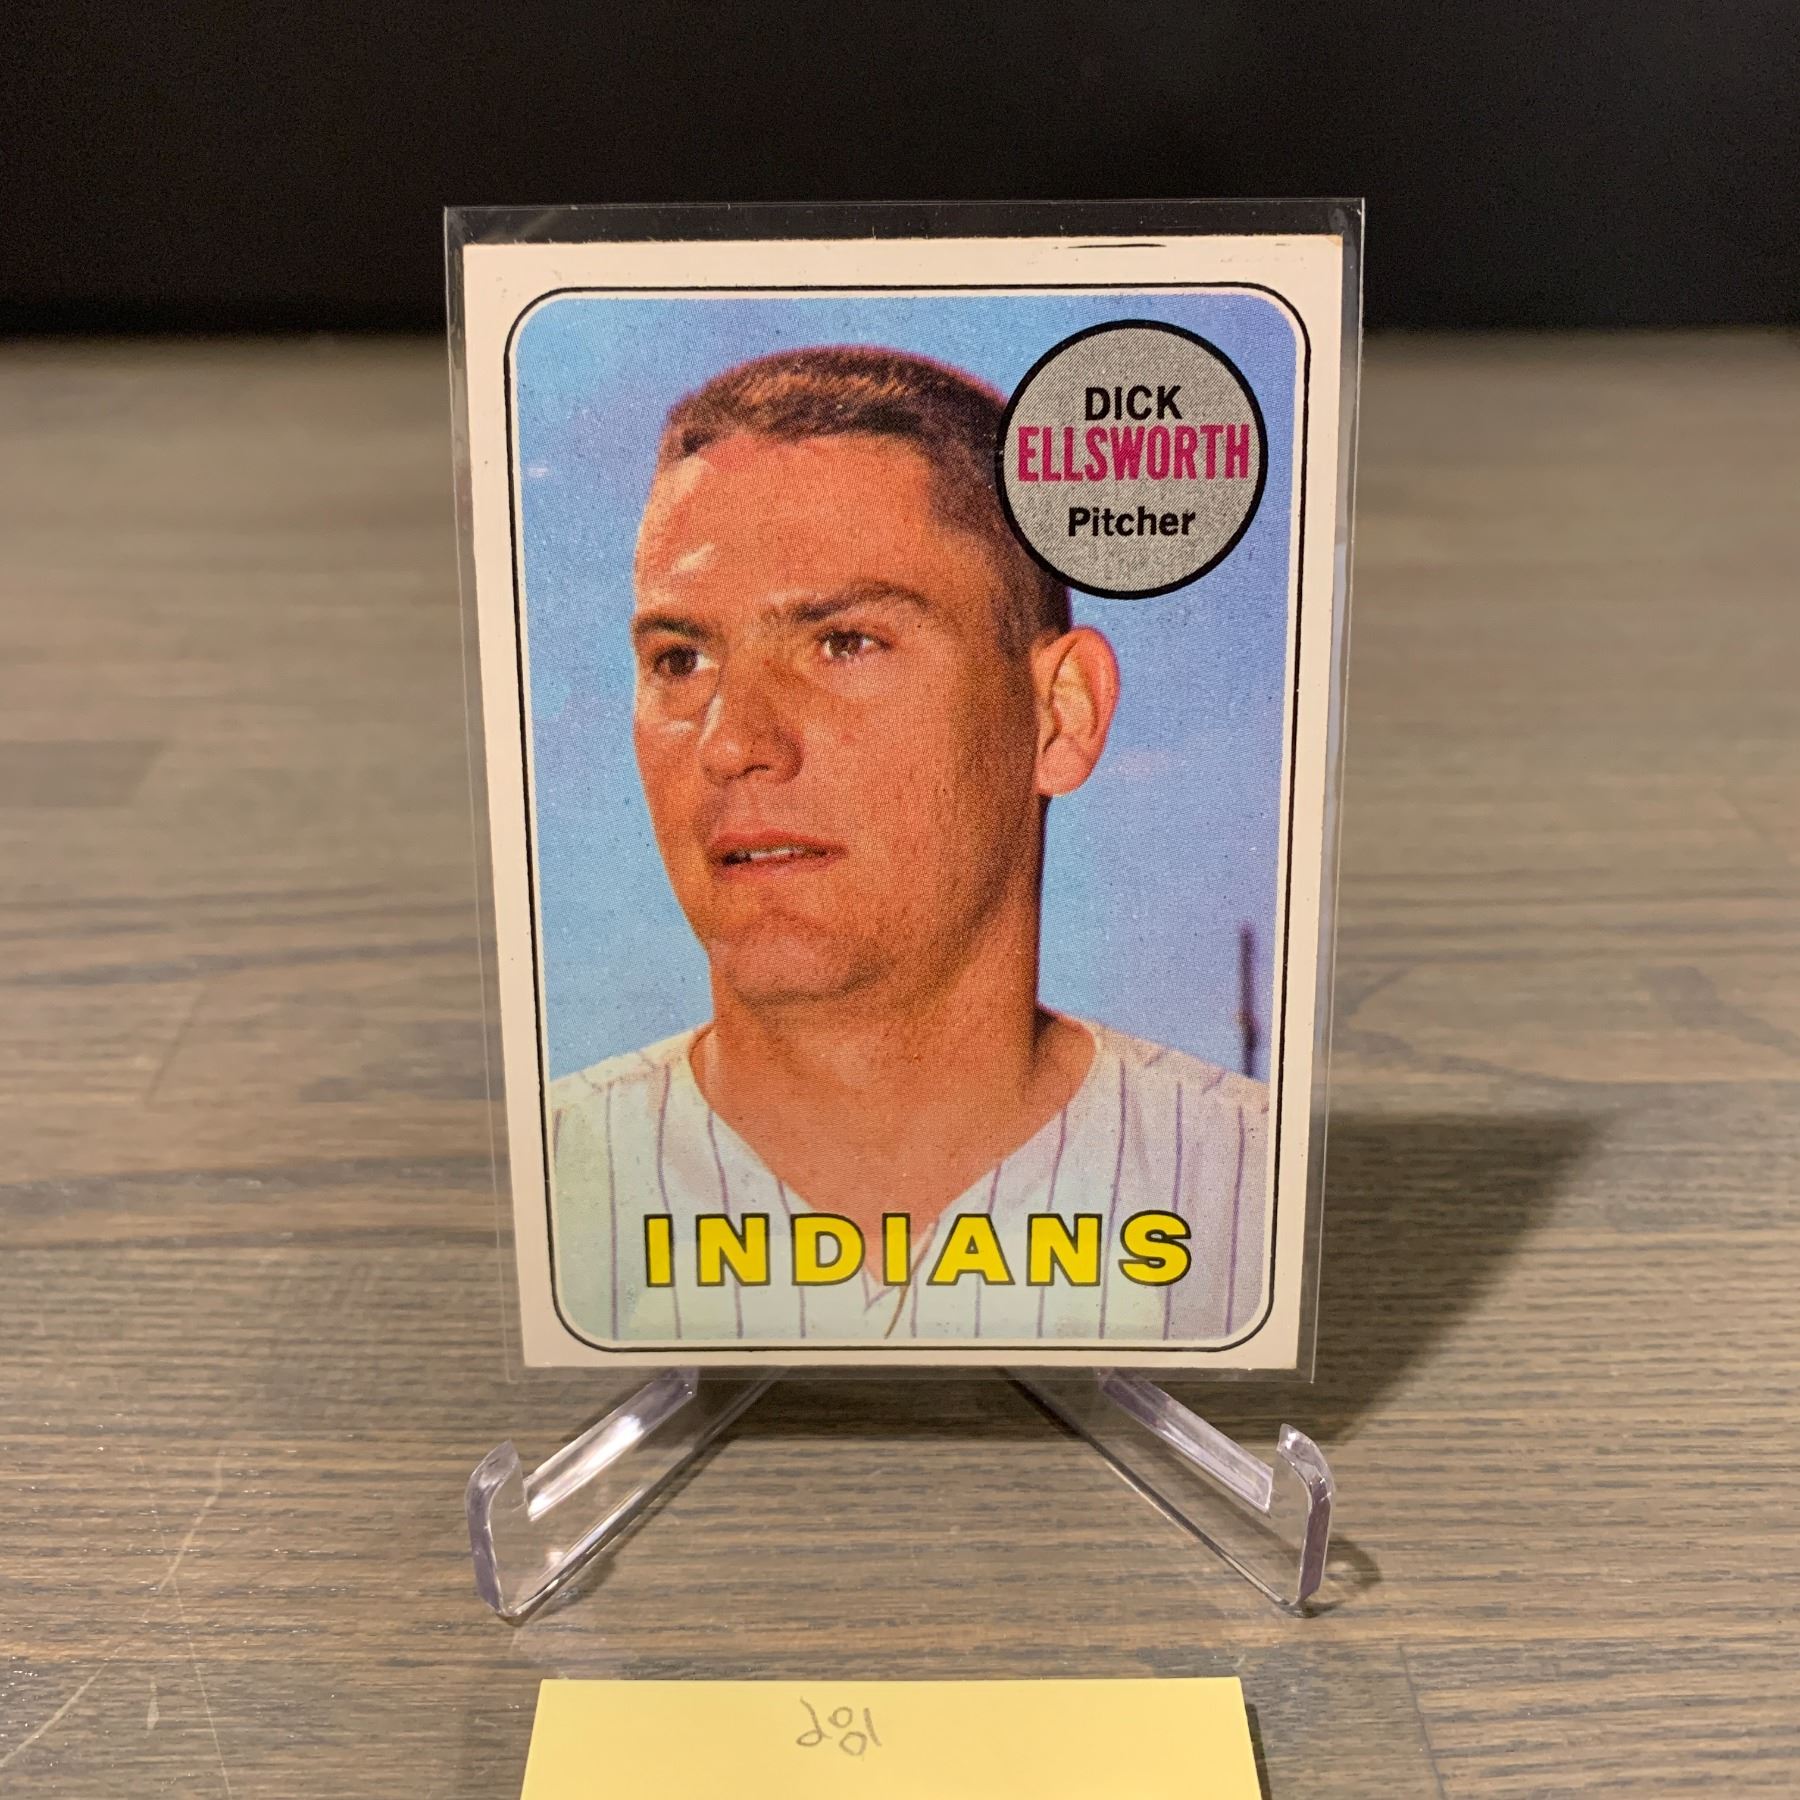 DICK
ELLSWORTH
Pitcher
INDIANS